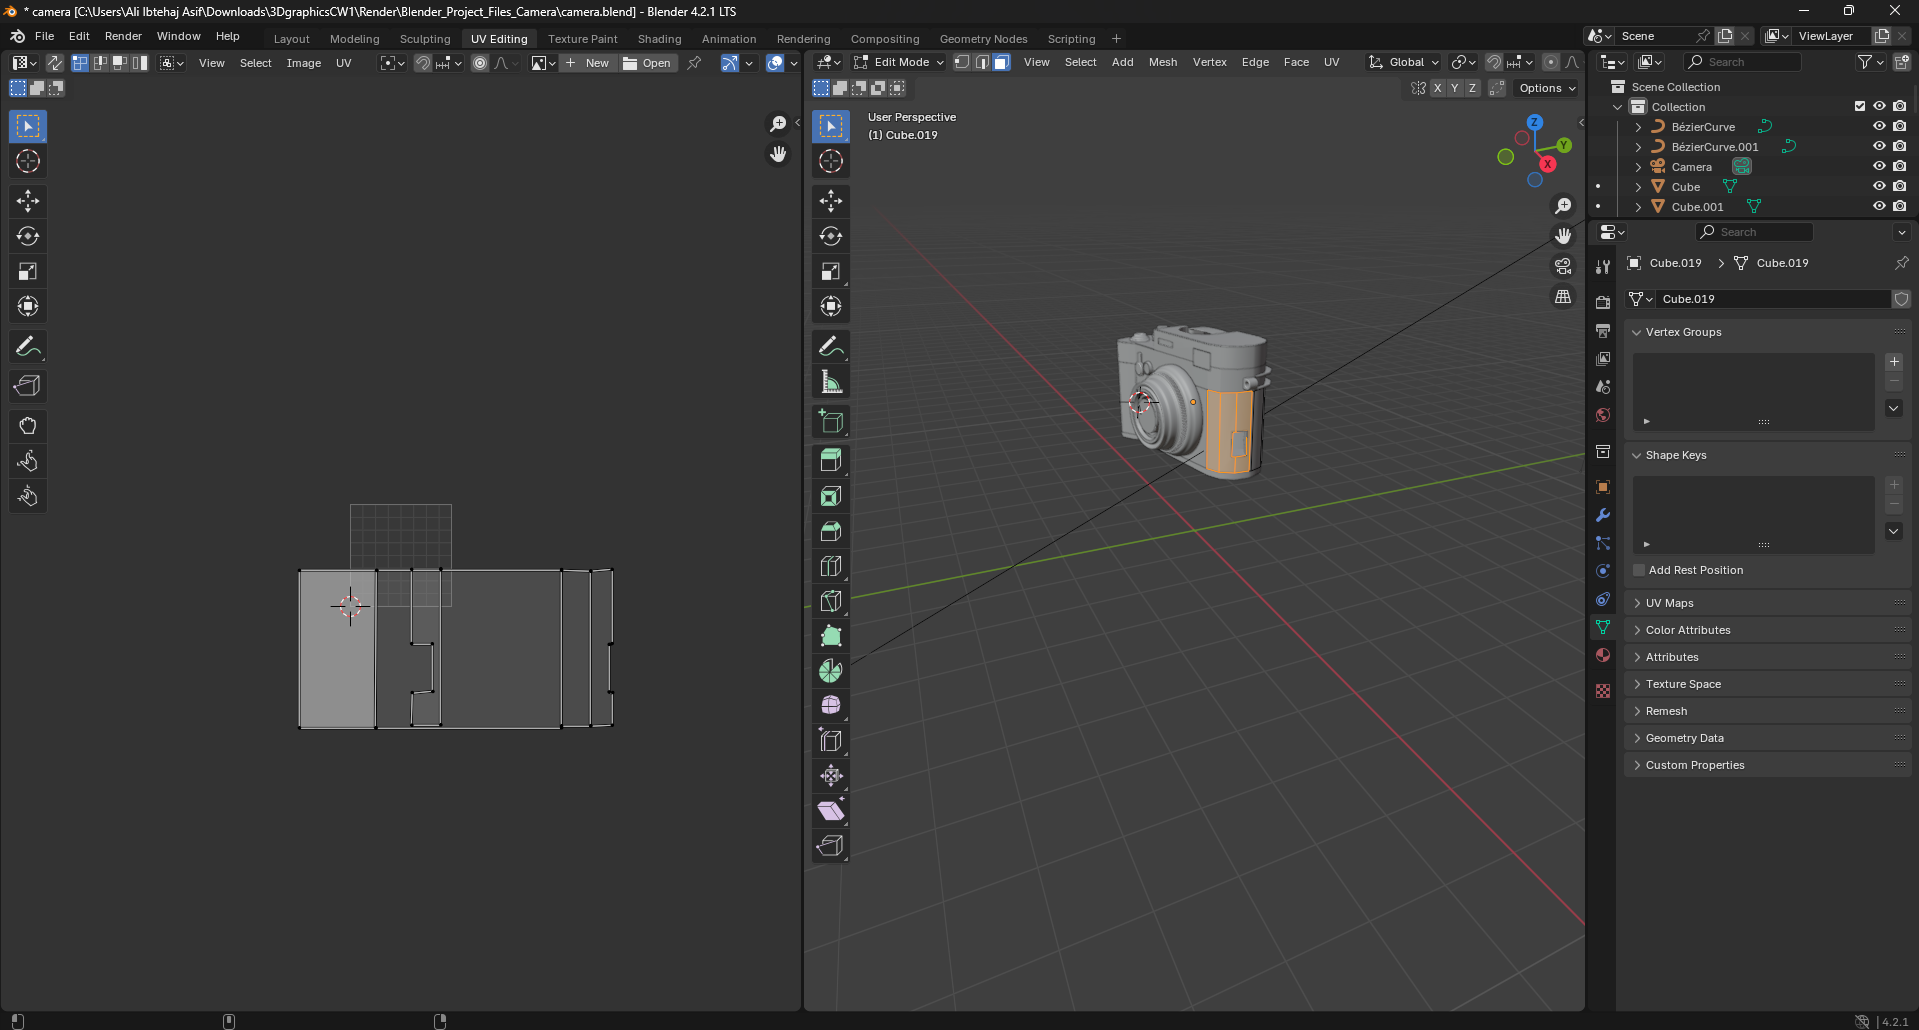 * camera [C:\Users\Ali Ibtehaj Asif\Downloads\3DgraphicsCW1\Render\Blender_Project_Files_Camera\camera.blend] - Blender 4.2.1 LTS
File Edit Render Window Help
Layout Modeling Sculpting UV Editing Texture Paint Shading Animation Rendering Compositing Geometry Nodes Scripting +
Scene
ViewLayer
View Select Image UV
New
Open
Edit Mode
View Select Add Mesh Vertex Edge Face UV
Global
X Y Z
Options
User Perspective
(1) Cube.019
Z
Y
X
Search
Scene Collection
Collection
BézierCurve
BézierCurve.001
Camera
Cube
Cube.001
Search
Cube.019 > Cube.019
Cube.019
Vertex Groups
Shape Keys
Add Rest Position
UV Maps
Color Attributes
Attributes
Texture Space
Remesh
Geometry Data
Custom Properties
4.2.1